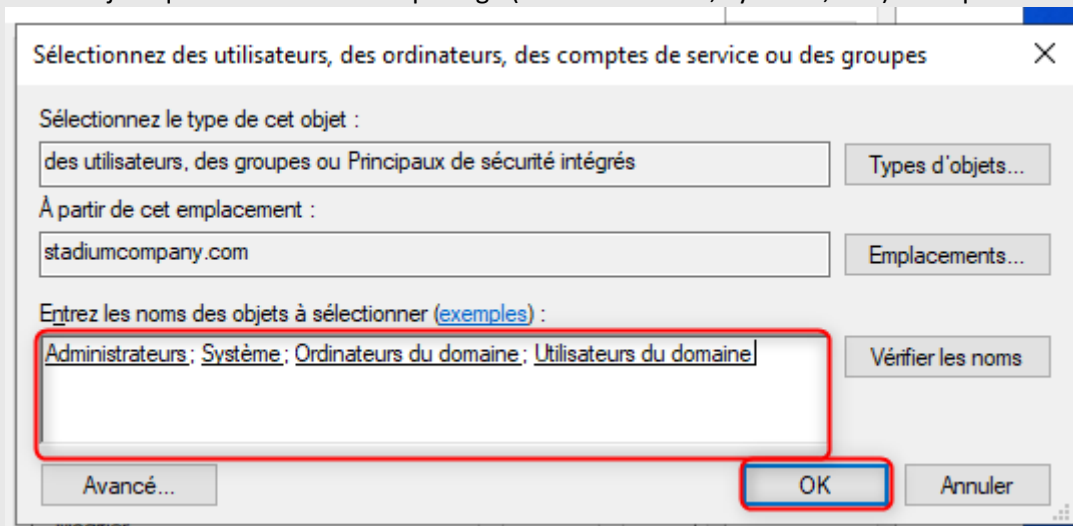 Sélectionnez des utilisateurs, des ordinateurs, des comptes de service ou des groupes
Sélectionnez le type de cet objet :
des utilisateurs, des groupes ou Principaux de sécurité intégrés
Types d'objets...
À partir de cet emplacement :
stadiumcompany.com
Emplacements...
Entrez les noms des objets à sélectionner (exemples) :
Administrateurs ; Système ; Ordinateurs du domaine ; Utilisateurs du domaine
Vérifier les noms
Avancé...
OK
Annuler